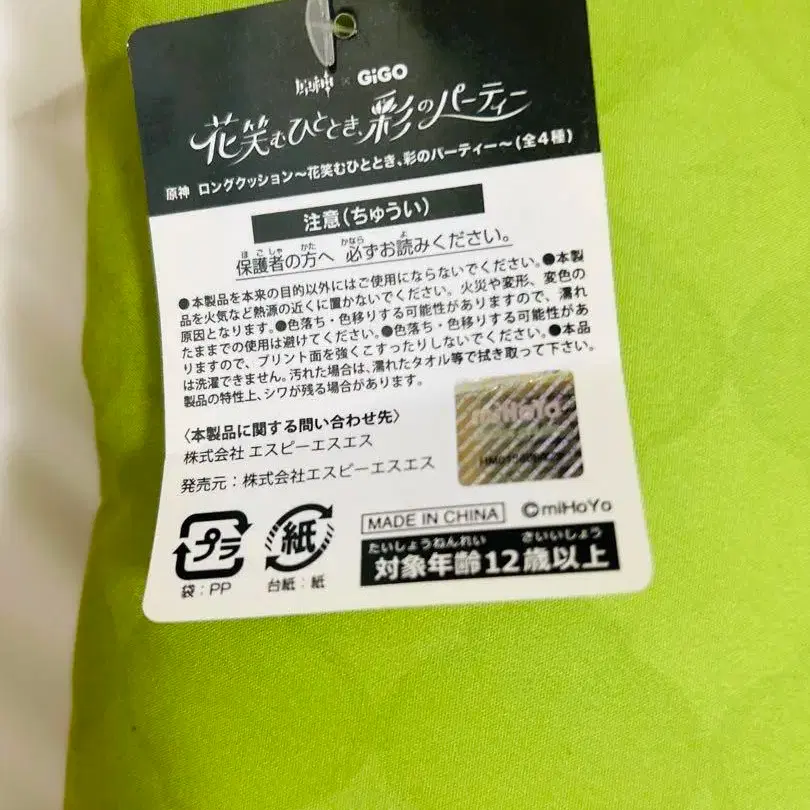 原神 × GiGO
花笑むひととき、彩のパーティー
原神 ロングクッション～花笑むひととき、彩のパーティー～(全4種)
注意(ちゅうい)
ほごしゃ かた かなら よ
保護者の方へ 必ずお読みください。
●本製品を本来の目的以外にはご使用にならないでください。●本製
品を火気など熱源の近くに置かないでください。火災や変形、変色の
原因となります。●色落ち・色移りする可能性がありますので、濡れ
たままでの使用は避けてください。●色落ち・色移りする可能性があ
りますので、プリント面を強くこすったりしないでください。●本品
は洗濯できません。汚れた場合は、濡れたタオル等で拭き取って下さい。
製品の特性上、シワが残る場合があります。
〈本製品に関する問い合わせ先〉
株式会社 エスピーエスエス
発売元：株式会社エスピーエスエス
miHoYo
プラ
袋：PP
紙
台紙：紙
MADE IN CHINA ©miHoYo
たいしょうねんれい さいいしょう
対象年齢12歳以上